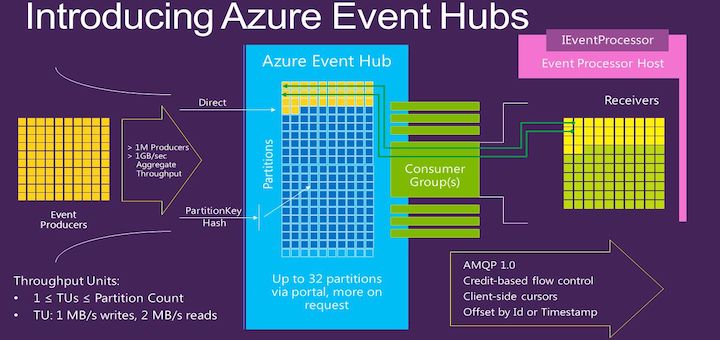 Introducing Azure Event Hubs
IEventProcessor
Event Processor Host
Azure Event Hub
Receivers
Direct
> 1M Producers
> 1GB/sec
Aggregate
Throughput
Partitions
Consumer
Group(s)
PartitionKey
Hash
Event
Producers
Throughput Units:
• 1 ≤ TUs ≤ Partition Count
• TU: 1 MB/s writes, 2 MB/s reads
Up to 32 partitions
via portal, more on
request
AMQP 1.0
Credit-based flow control
Client-side cursors
Offset by Id or Timestamp